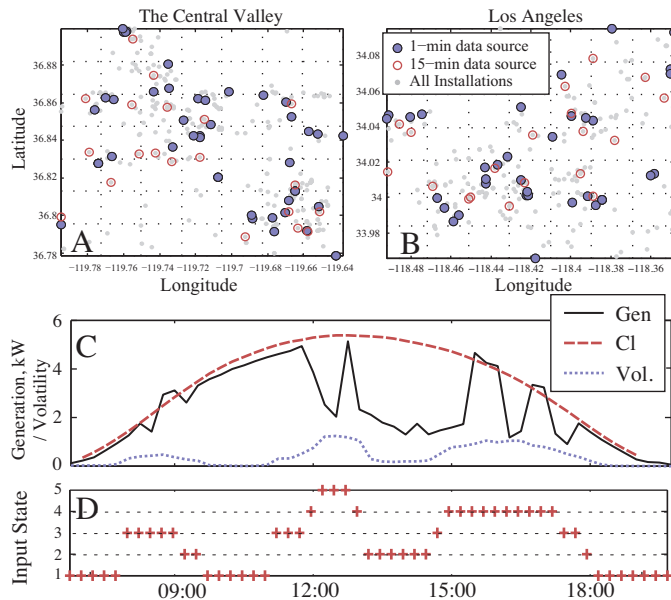 The Central Valley
Los Angeles
36.88
36.86
36.84
36.82
36.80
36.78
Latitude
A
−119.78 −119.76 −119.74 −119.72 −119.7 −119.68 −119.66 −119.64
Longitude
34.08
34.06
34.04
34.02
34
33.98
33.96
1-min data source
15-min data source
All Installations
B
−118.48 −118.46 −118.44 −118.42 −118.4 −118.38 −118.36
Longitude
Gen
Cl
Vol.
C
Generation, kW
/ Volatility
6
4
2
0
D
Input State
5
4
3
2
1
09:00 12:00 15:00 18:00